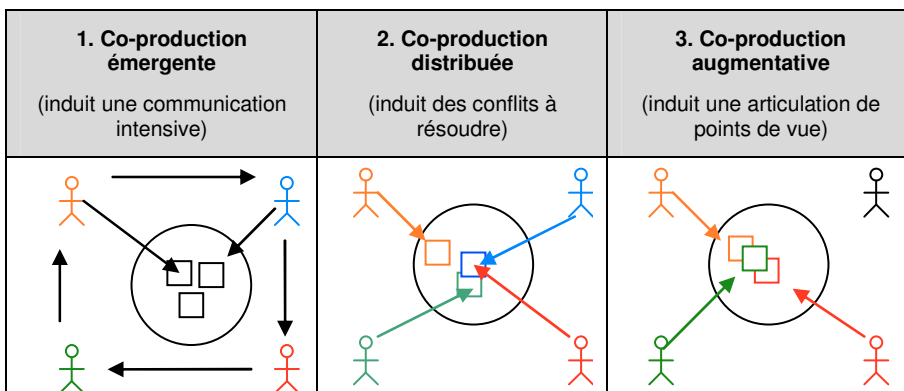 1. Co-production
émergente
(induit une communication
intensive)
2. Co-production
distribuée
(induit des conflits à
résoudre)
3. Co-production
augmentative
(induit une articulation de
points de vue)